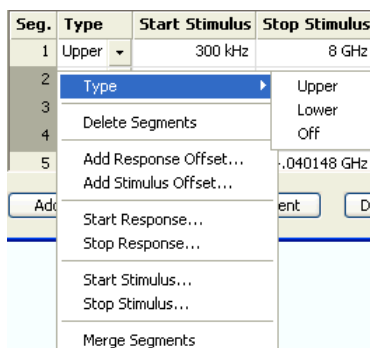 Seg. Type Start Stimulus Stop Stimulus
1 Upper 300 kHz 8 GHz
2
3
4
5 .040148 GHz
Type
Upper
Lower
Off
Delete Segments
Add Response Offset...
Add Stimulus Offset...
Start Response...
Stop Response...
Start Stimulus...
Stop Stimulus...
Merge Segments